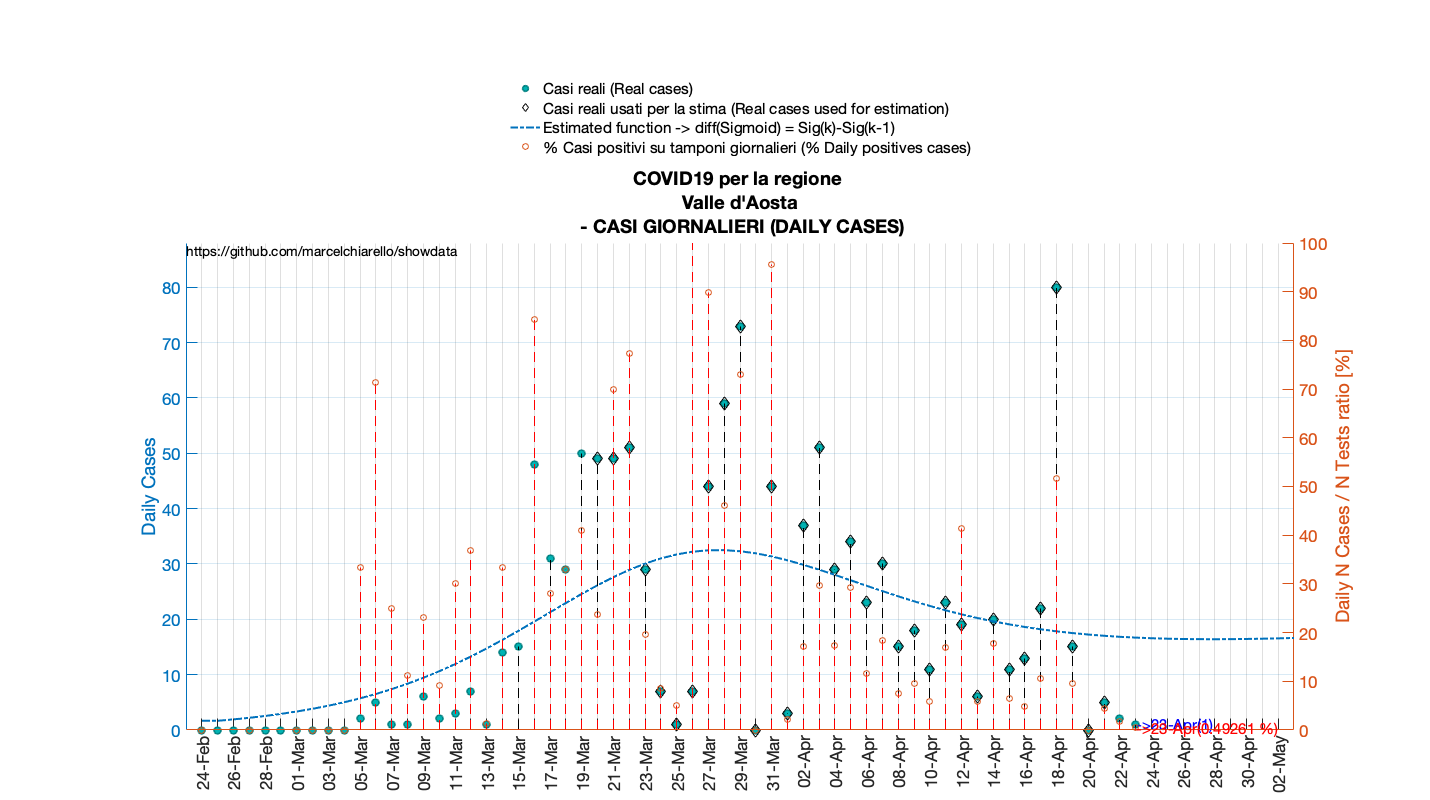 Casi reali (Real cases)
Casi reali usati per la stima (Real cases used for estimation)
Estimated function -> diff(Sigmoid) = Sig(k)-Sig(k-1)
% Casi positivi su tamponi giornalieri (% Daily positives cases)
COVID19 per la regione
Valle d'Aosta
- CASI GIORNALIERI (DAILY CASES)
https://github.com/marcelchiarello/showdata
Daily Cases
80
70
60
50
40
30
20
10
0
100
90
80
70
60
50
40
30
20
10
0
Daily N Cases / N Tests ratio [%]
->23-Apr(1)
->23-Apr(0.49261 %)
24-Feb
26-Feb
28-Feb
01-Mar
03-Mar
05-Mar
07-Mar
09-Mar
11-Mar
13-Mar
15-Mar
17-Mar
19-Mar
21-Mar
23-Mar
25-Mar
27-Mar
29-Mar
31-Mar
02-Apr
04-Apr
06-Apr
08-Apr
10-Apr
12-Apr
14-Apr
16-Apr
18-Apr
20-Apr
22-Apr
24-Apr
26-Apr
28-Apr
30-Apr
02-May